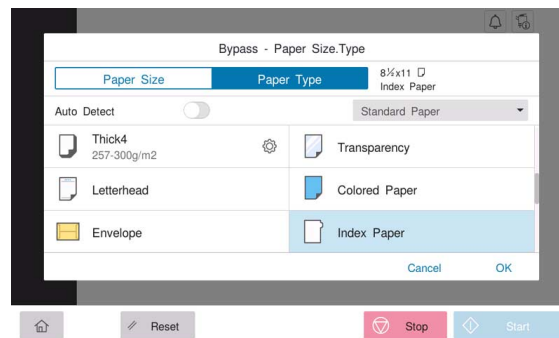 Bypass - Paper Size.Type
Paper Size
Paper Type
8½x11
Index Paper
Auto Detect
Standard Paper
Thick4
257-300g/m2
Transparency
Letterhead
Colored Paper
Envelope
Index Paper
Cancel
OK
Reset
Stop
Start